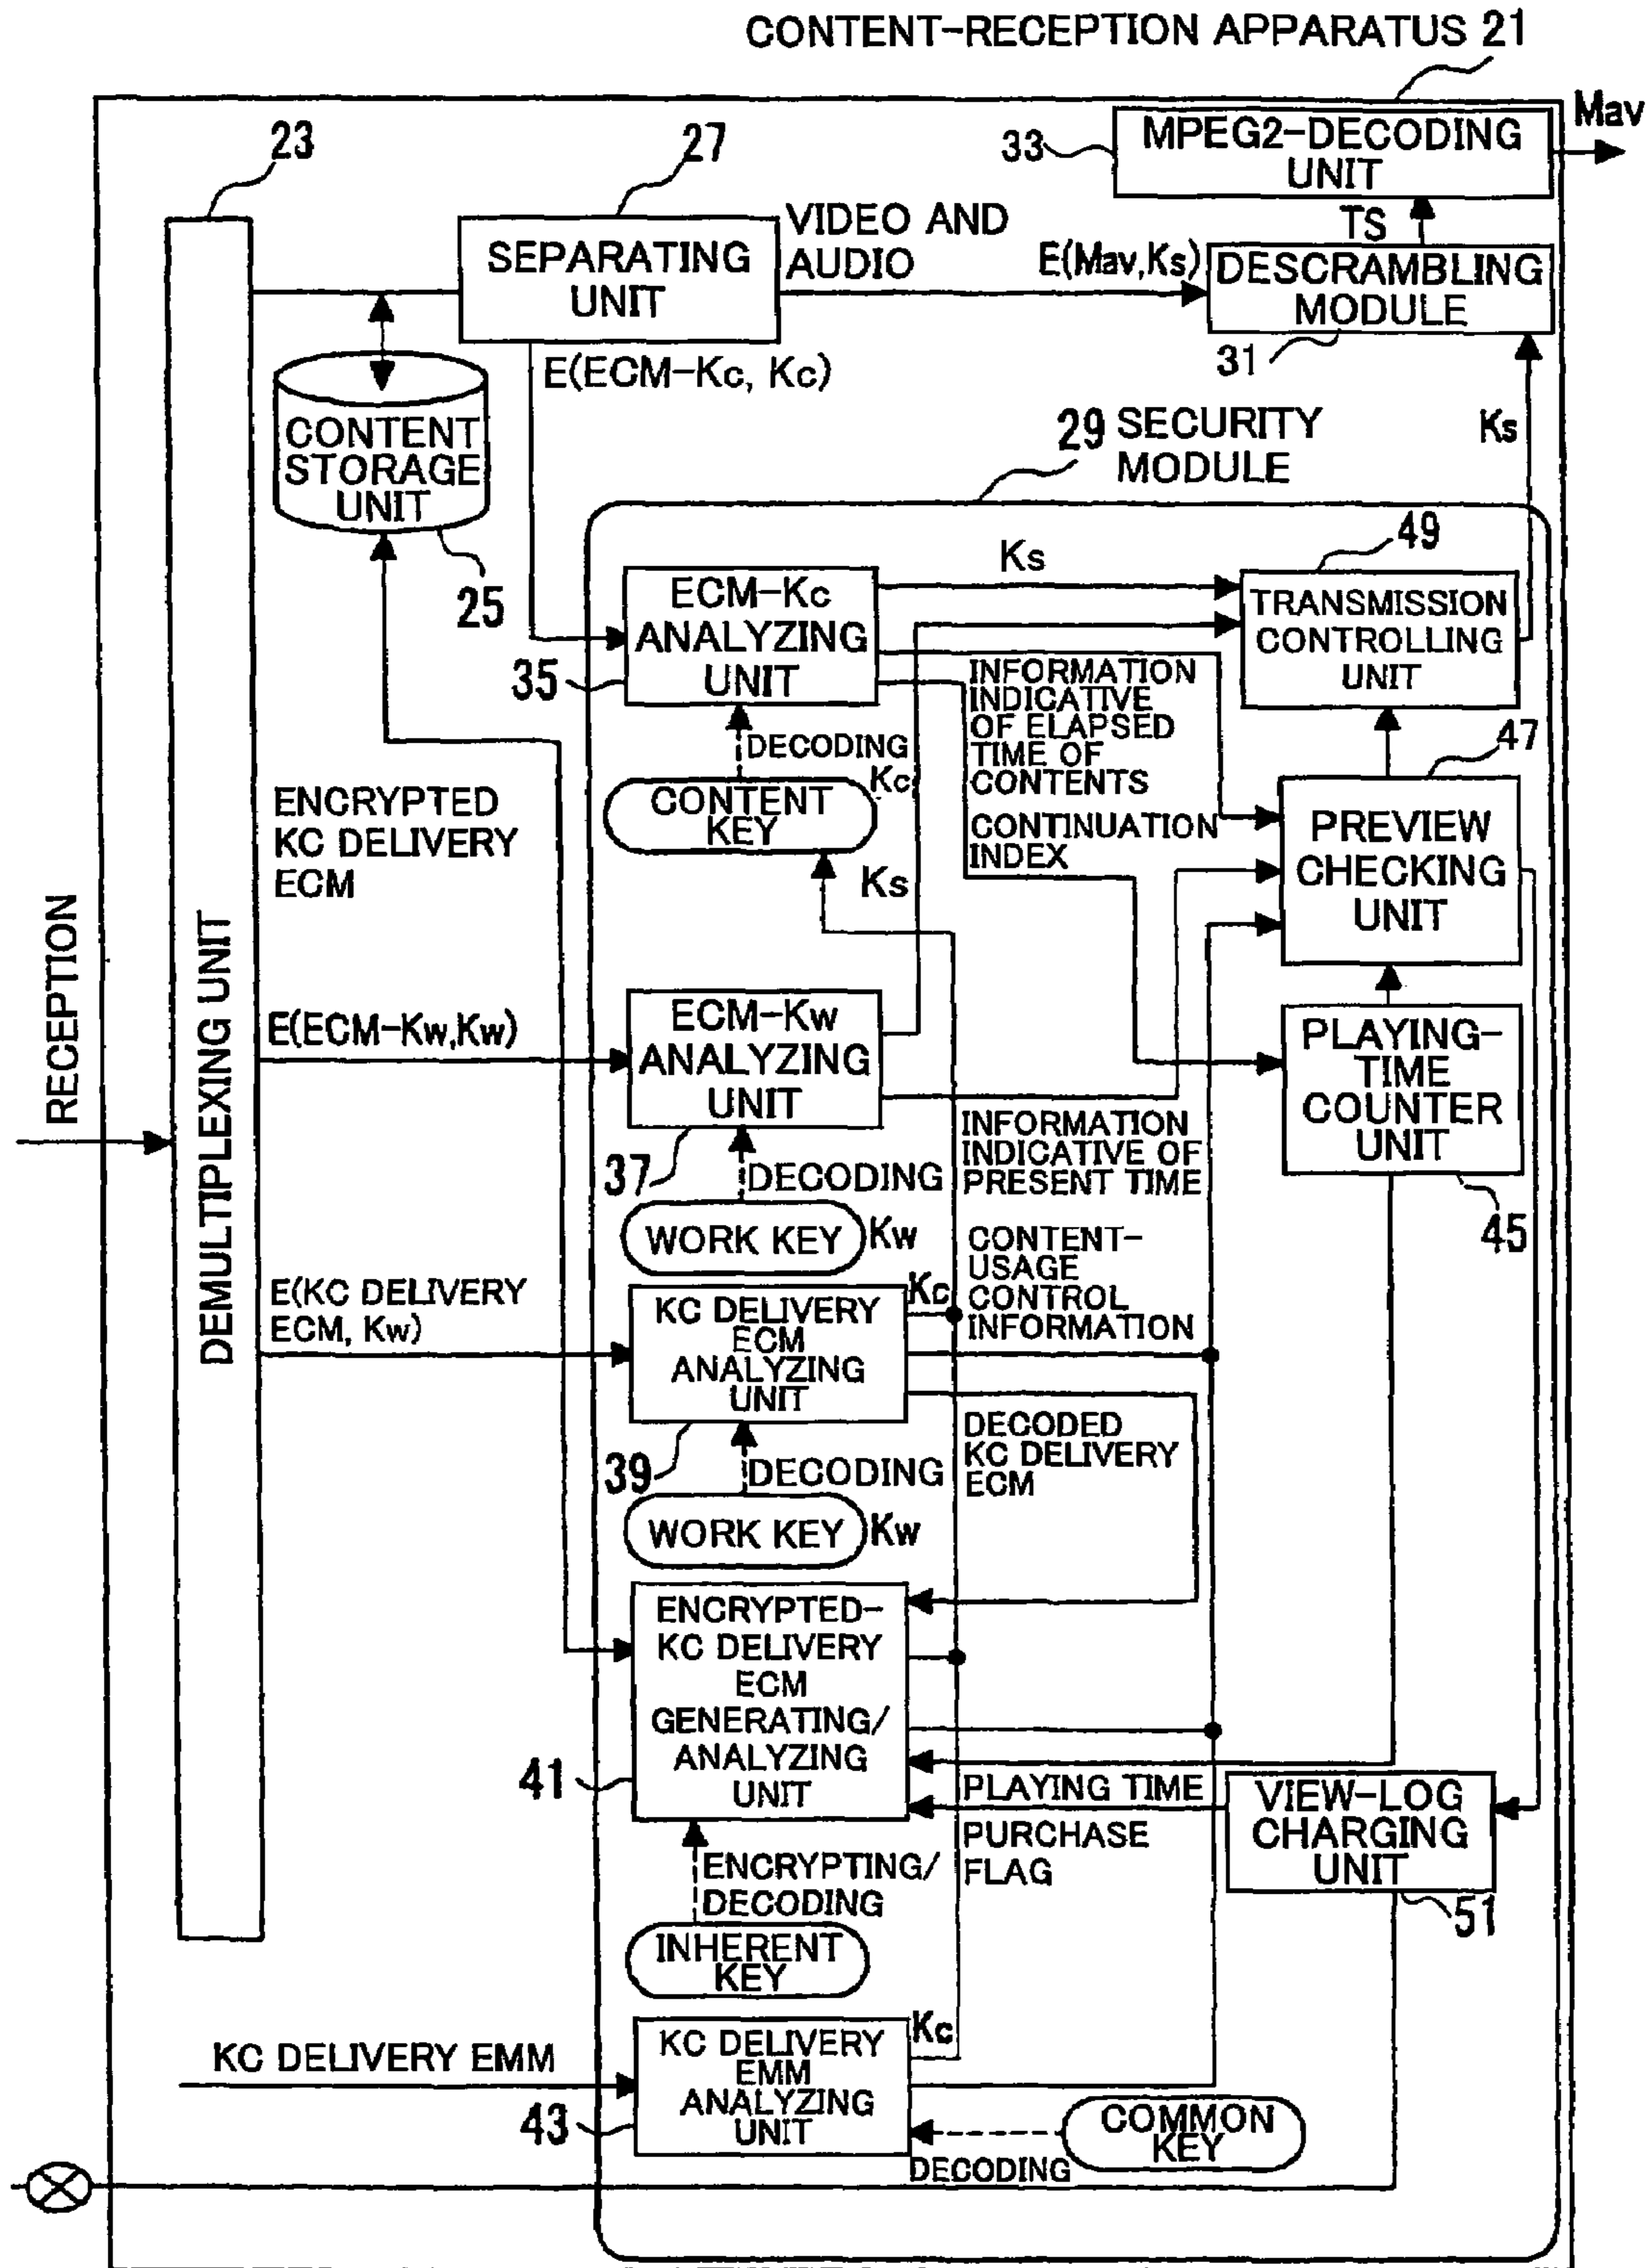 CONTENT-RECEPTION APPARATUS 21
Mav
33
MPEG2-DECODING
UNIT
23
27
TS
VIDEO AND
AUDIO
SEPARATING
UNIT
E(Mav,Ks)
DESCRAMBLING
MODULE
31
E(ECM-Kc, Kc)
CONTENT
STORAGE
UNIT
25
29 SECURITY
MODULE
Ks
49
Ks
ECM-Kc
ANALYZING
UNIT
35
TRANSMISSION
CONTROLLING
UNIT
INFORMATION
INDICATIVE
OF ELAPSED
TIME OF
CONTENTS
DECODING
Kc
CONTENT
KEY
47
CONTINUATION
INDEX
PREVIEW
CHECKING
UNIT
ENCRYPTED
KC DELIVERY
ECM
Ks
RECEPTION
DEMULTIPLEXING UNIT
E(ECM-Kw,Kw)
ECM-Kw
ANALYZING
UNIT
37
PLAYING-
TIME
COUNTER
UNIT
45
INFORMATION
INDICATIVE OF
PRESENT TIME
DECODING
WORK KEY
Kw
CONTENT-
USAGE
CONTROL
INFORMATION
E(KC DELIVERY
ECM, Kw)
KC DELIVERY
ECM
ANALYZING
UNIT
Kc
39
DECODED
KC DELIVERY
ECM
DECODING
WORK KEY
Kw
ENCRYPTED-
KC DELIVERY
ECM
GENERATING/
ANALYZING
UNIT
41
PLAYING TIME
PURCHASE
FLAG
VIEW-LOG
CHARGING
UNIT
51
ENCRYPTING/
DECODING
INHERENT
KEY
KC DELIVERY EMM
KC DELIVERY
EMM
ANALYZING
UNIT
Kc
43
COMMON
KEY
DECODING